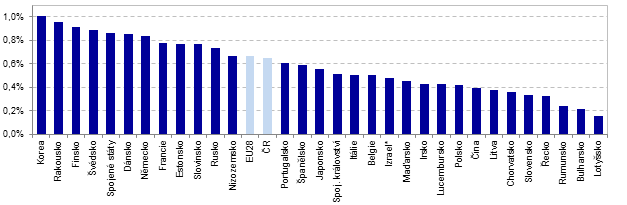 1,0%
0,8%
0,6%
0,4%
0,2%
0,0%
Korea
Rakousko
Finsko
Švédsko
Spojené státy
Dánsko
Německo
Francie
Estonsko
Slovinsko
Rusko
Nizozemsko
EU28
ČR
Portugalsko
Španělsko
Japonsko
Spoj. království
Itálie
Belgie
Izrael*
Maďarsko
Irsko
Lucembursko
Polsko
Čína
Litva
Chorvatsko
Slovensko
Řecko
Rumunsko
Bulharsko
Lotyšsko